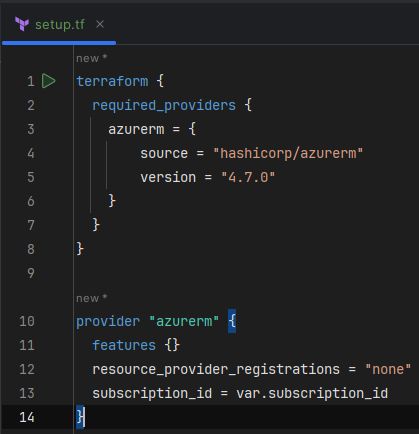 setup.tf ×
new *
1 terraform {
2   required_providers {
3     azurerm = {
4         source = "hashicorp/azurerm"
5         version = "4.7.0"
6     }
7   }
8 }
9
new *
10 provider "azurerm" {
11   features {}
12   resource_provider_registrations = "none"
13   subscription_id = var.subscription_id
14 }